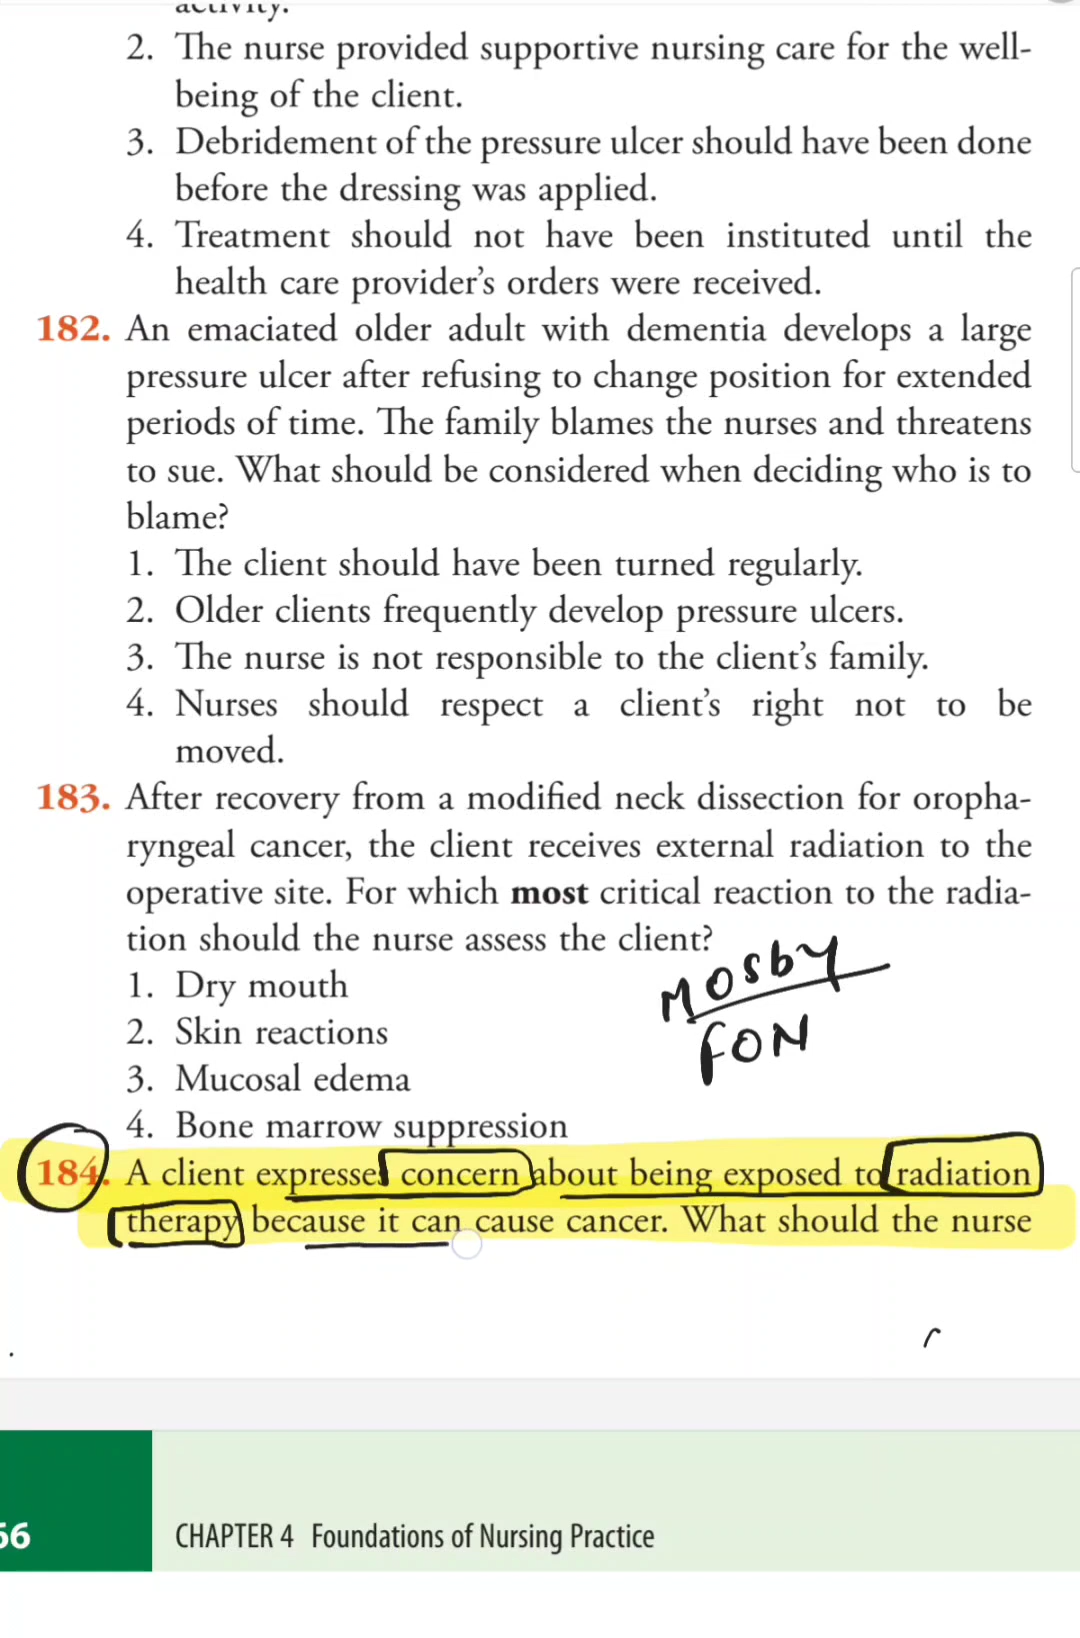 activity.
2. The nurse provided supportive nursing care for the well-
being of the client.
3. Debridement of the pressure ulcer should have been done
before the dressing was applied.
4. Treatment should not have been instituted until the
health care provider's orders were received.
182. An emaciated older adult with dementia develops a large
pressure ulcer after refusing to change position for extended
periods of time. The family blames the nurses and threatens
to sue. What should be considered when deciding who is to
blame?
1. The client should have been turned regularly.
2. Older clients frequently develop pressure ulcers.
3. The nurse is not responsible to the client's family.
4. Nurses should respect a client's right not to be
moved.
183. After recovery from a modified neck dissection for oropha-
ryngeal cancer, the client receives external radiation to the
operative site. For which most critical reaction to the radia-
tion should the nurse assess the client?
1. Dry mouth
2. Skin reactions
3. Mucosal edema
4. Bone marrow suppression
Mosby
FON
184. A client expresses concern about being exposed to radiation
therapy because it can cause cancer. What should the nurse
56
CHAPTER 4 Foundations of Nursing Practice